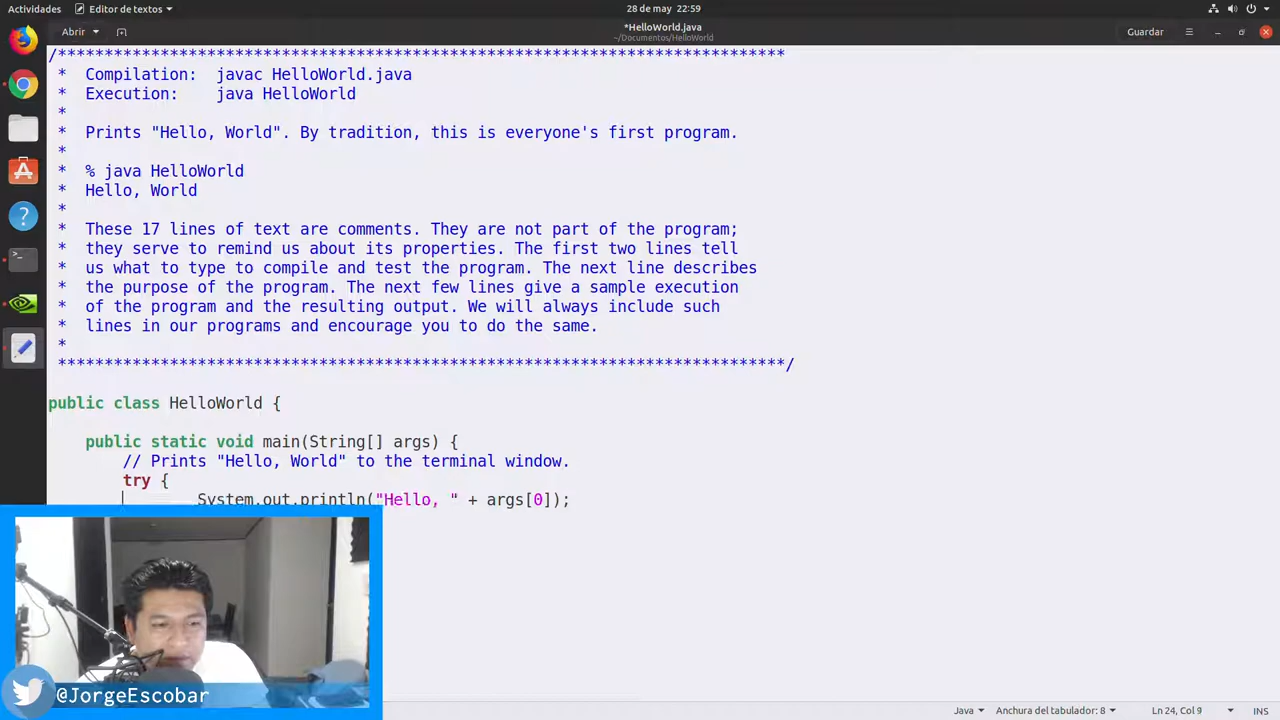 Actividades
Editor de textos
28 de may 22:59
Abrir
*HelloWorld.java
~/Documentos/HelloWorld
Guardar
/******************************************************************************
 *  Compilation:  javac HelloWorld.java
 *  Execution:    java HelloWorld
 *
 *  Prints "Hello, World". By tradition, this is everyone's first program.
 *
 *  % java HelloWorld
 *  Hello, World
 *
 *  These 17 lines of text are comments. They are not part of the program;
 *  they serve to remind us about its properties. The first two lines tell
 *  us what to type to compile and test the program. The next line describes
 *  the purpose of the program. The next few lines give a sample execution
 *  of the program and the resulting output. We will always include such
 *  lines in our programs and encourage you to do the same.
 *
 ******************************************************************************/
public class HelloWorld {
    public static void main(String[] args) {
        // Prints "Hello, World" to the terminal window.
        try {
                System.out.println("Hello, " + args[0]);
@JorgeEscobar
Java
Anchura del tabulador: 8
Ln 24, Col 9
INS